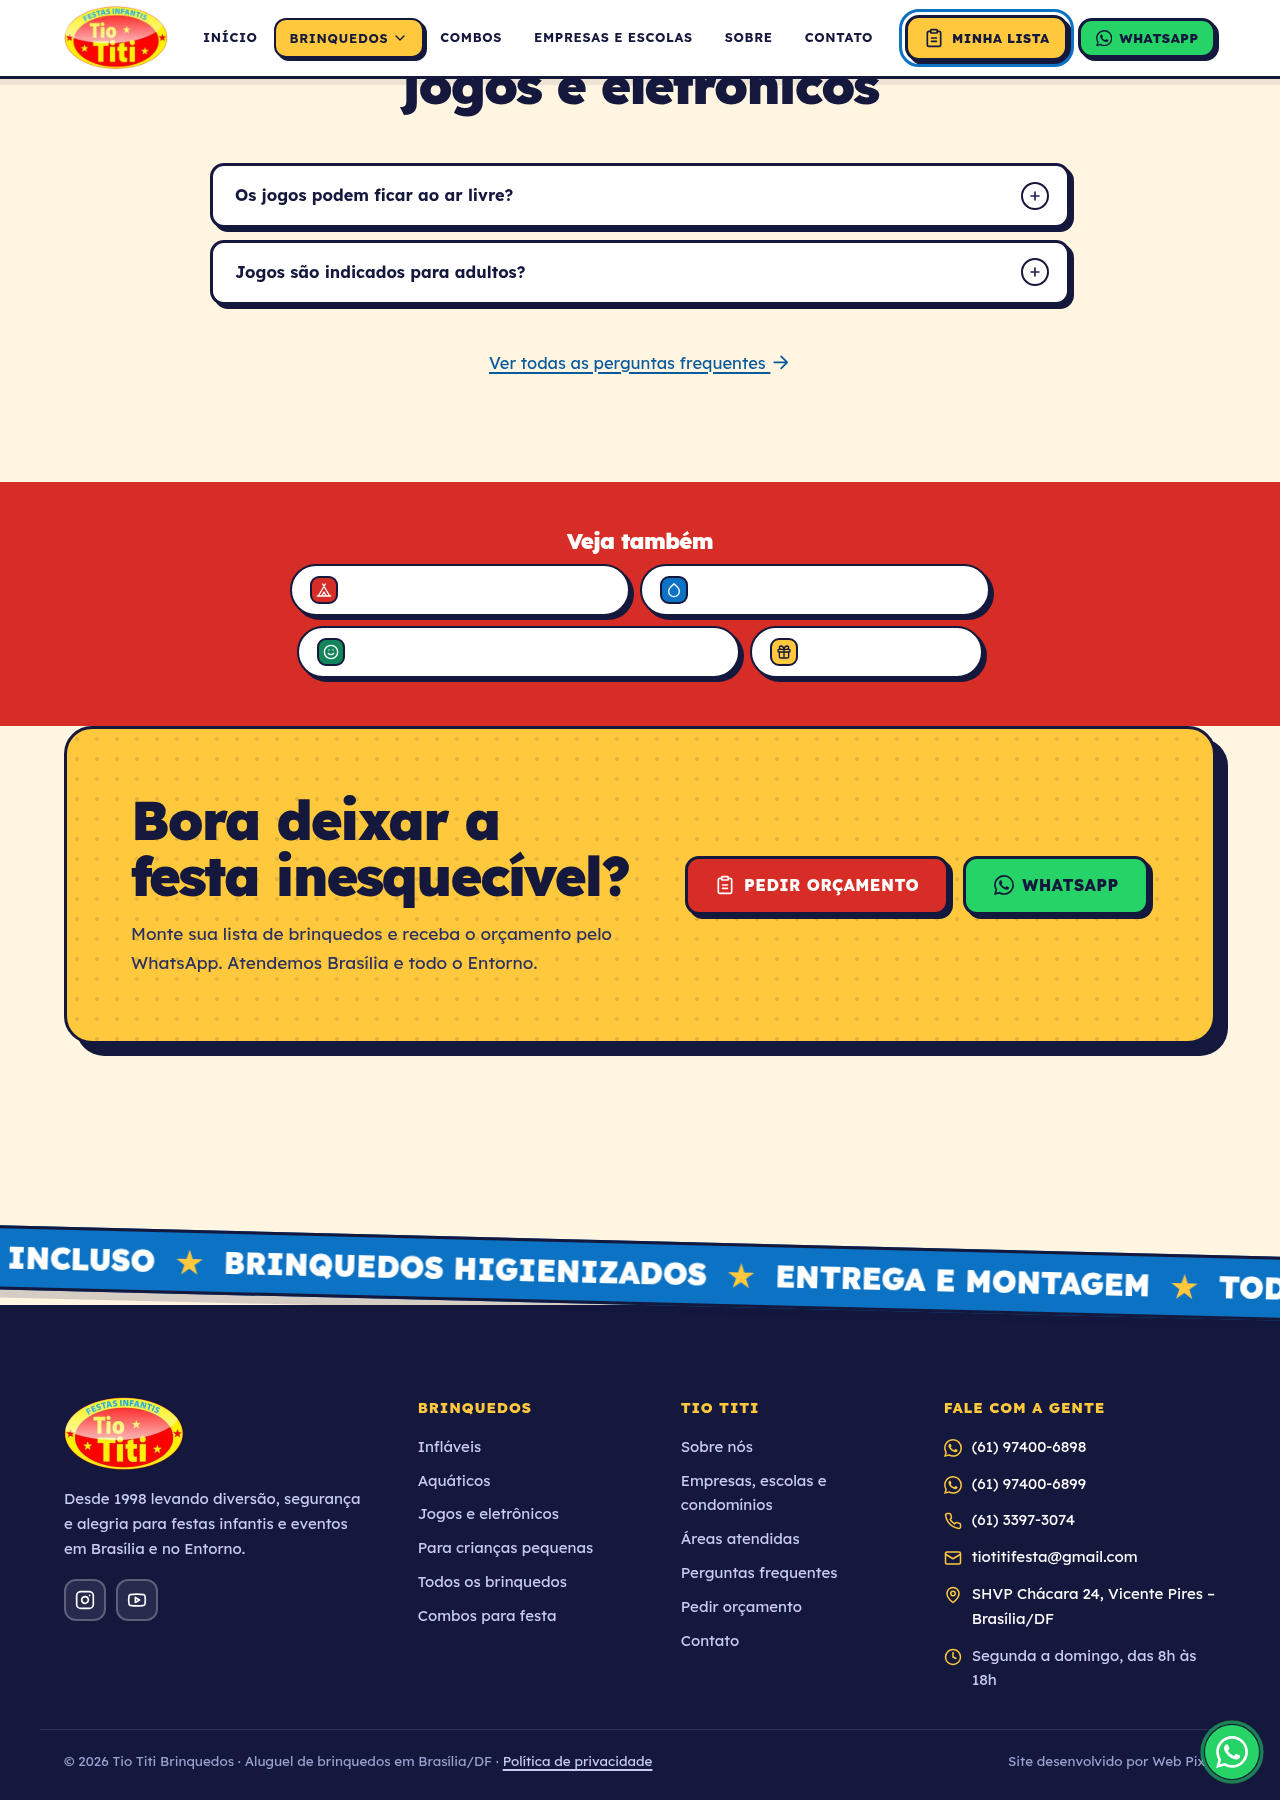 FESTAS INFANTIS
Tio
Titi
INÍCIO
BRINQUEDOS
COMBOS
EMPRESAS E ESCOLAS
SOBRE
CONTATO
MINHA LISTA
WHATSAPP
jogos e eletrônicos
Os jogos podem ficar ao ar livre?
Jogos são indicados para adultos?
Ver todas as perguntas frequentes
Veja também
Bora deixar a
festa inesquecível?
Monte sua lista de brinquedos e receba o orçamento pelo
WhatsApp. Atendemos Brasília e todo o Entorno.
PEDIR ORÇAMENTO
WHATSAPP
INCLUSO ★ BRINQUEDOS HIGIENIZADOS ★ ENTREGA E MONTAGEM ★ TOD
FESTAS INFANTIS
Tio
Titi
Desde 1998 levando diversão, segurança
e alegria para festas infantis e eventos
em Brasília e no Entorno.
BRINQUEDOS
Infláveis
Aquáticos
Jogos e eletrônicos
Para crianças pequenas
Todos os brinquedos
Combos para festa
TIO TITI
Sobre nós
Empresas, escolas e
condomínios
Áreas atendidas
Perguntas frequentes
Pedir orçamento
Contato
FALE COM A GENTE
(61) 97400-6898
(61) 97400-6899
(61) 3397-3074
tiotitifesta@gmail.com
SHVP Chácara 24, Vicente Pires –
Brasília/DF
Segunda a domingo, das 8h às
18h
© 2026 Tio Titi Brinquedos · Aluguel de brinquedos em Brasília/DF · Política de privacidade
Site desenvolvido por Web Pix